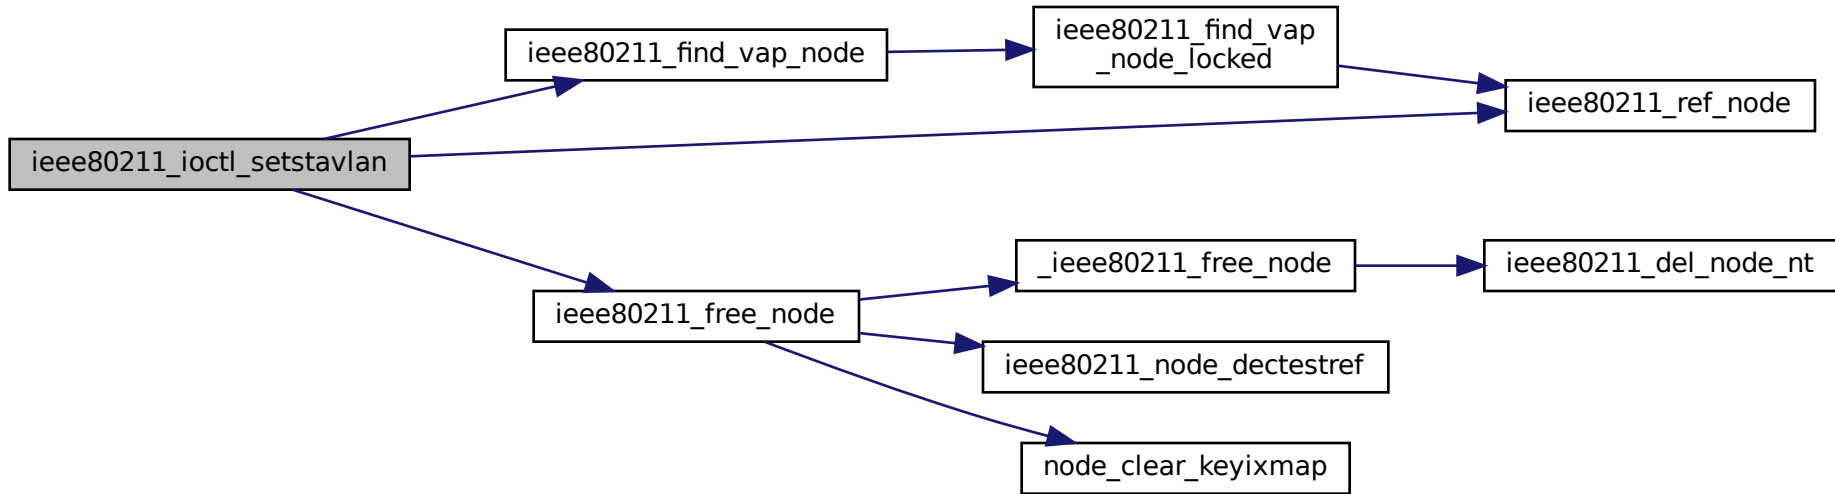 ieee80211_ioctl_setstavlan
ieee80211_find_vap_node
ieee80211_find_vap
_node_locked
ieee80211_ref_node
ieee80211_free_node
_ieee80211_free_node
ieee80211_del_node_nt
ieee80211_node_dectestref
node_clear_keyixmap